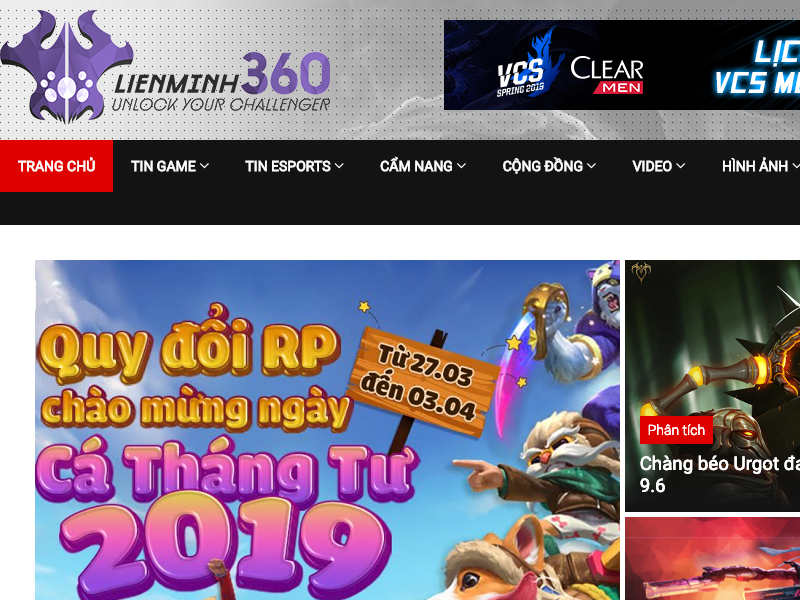 LIENMINH360
UNLOCK YOUR CHALLENGER
VCS
SPRING 2019
CLEAR
MEN
LỊC
VCS M
TRANG CHỦ
TIN GAME
TIN ESPORTS
CẨM NANG
CỘNG ĐỒNG
VIDEO
HÌNH ẢNH
Quy đổi RP
chào mừng ngày
Cá Tháng Tư
2019
Từ 27.03
đến 03.04
Phân tích
Chàng béo Urgot đa
9.6